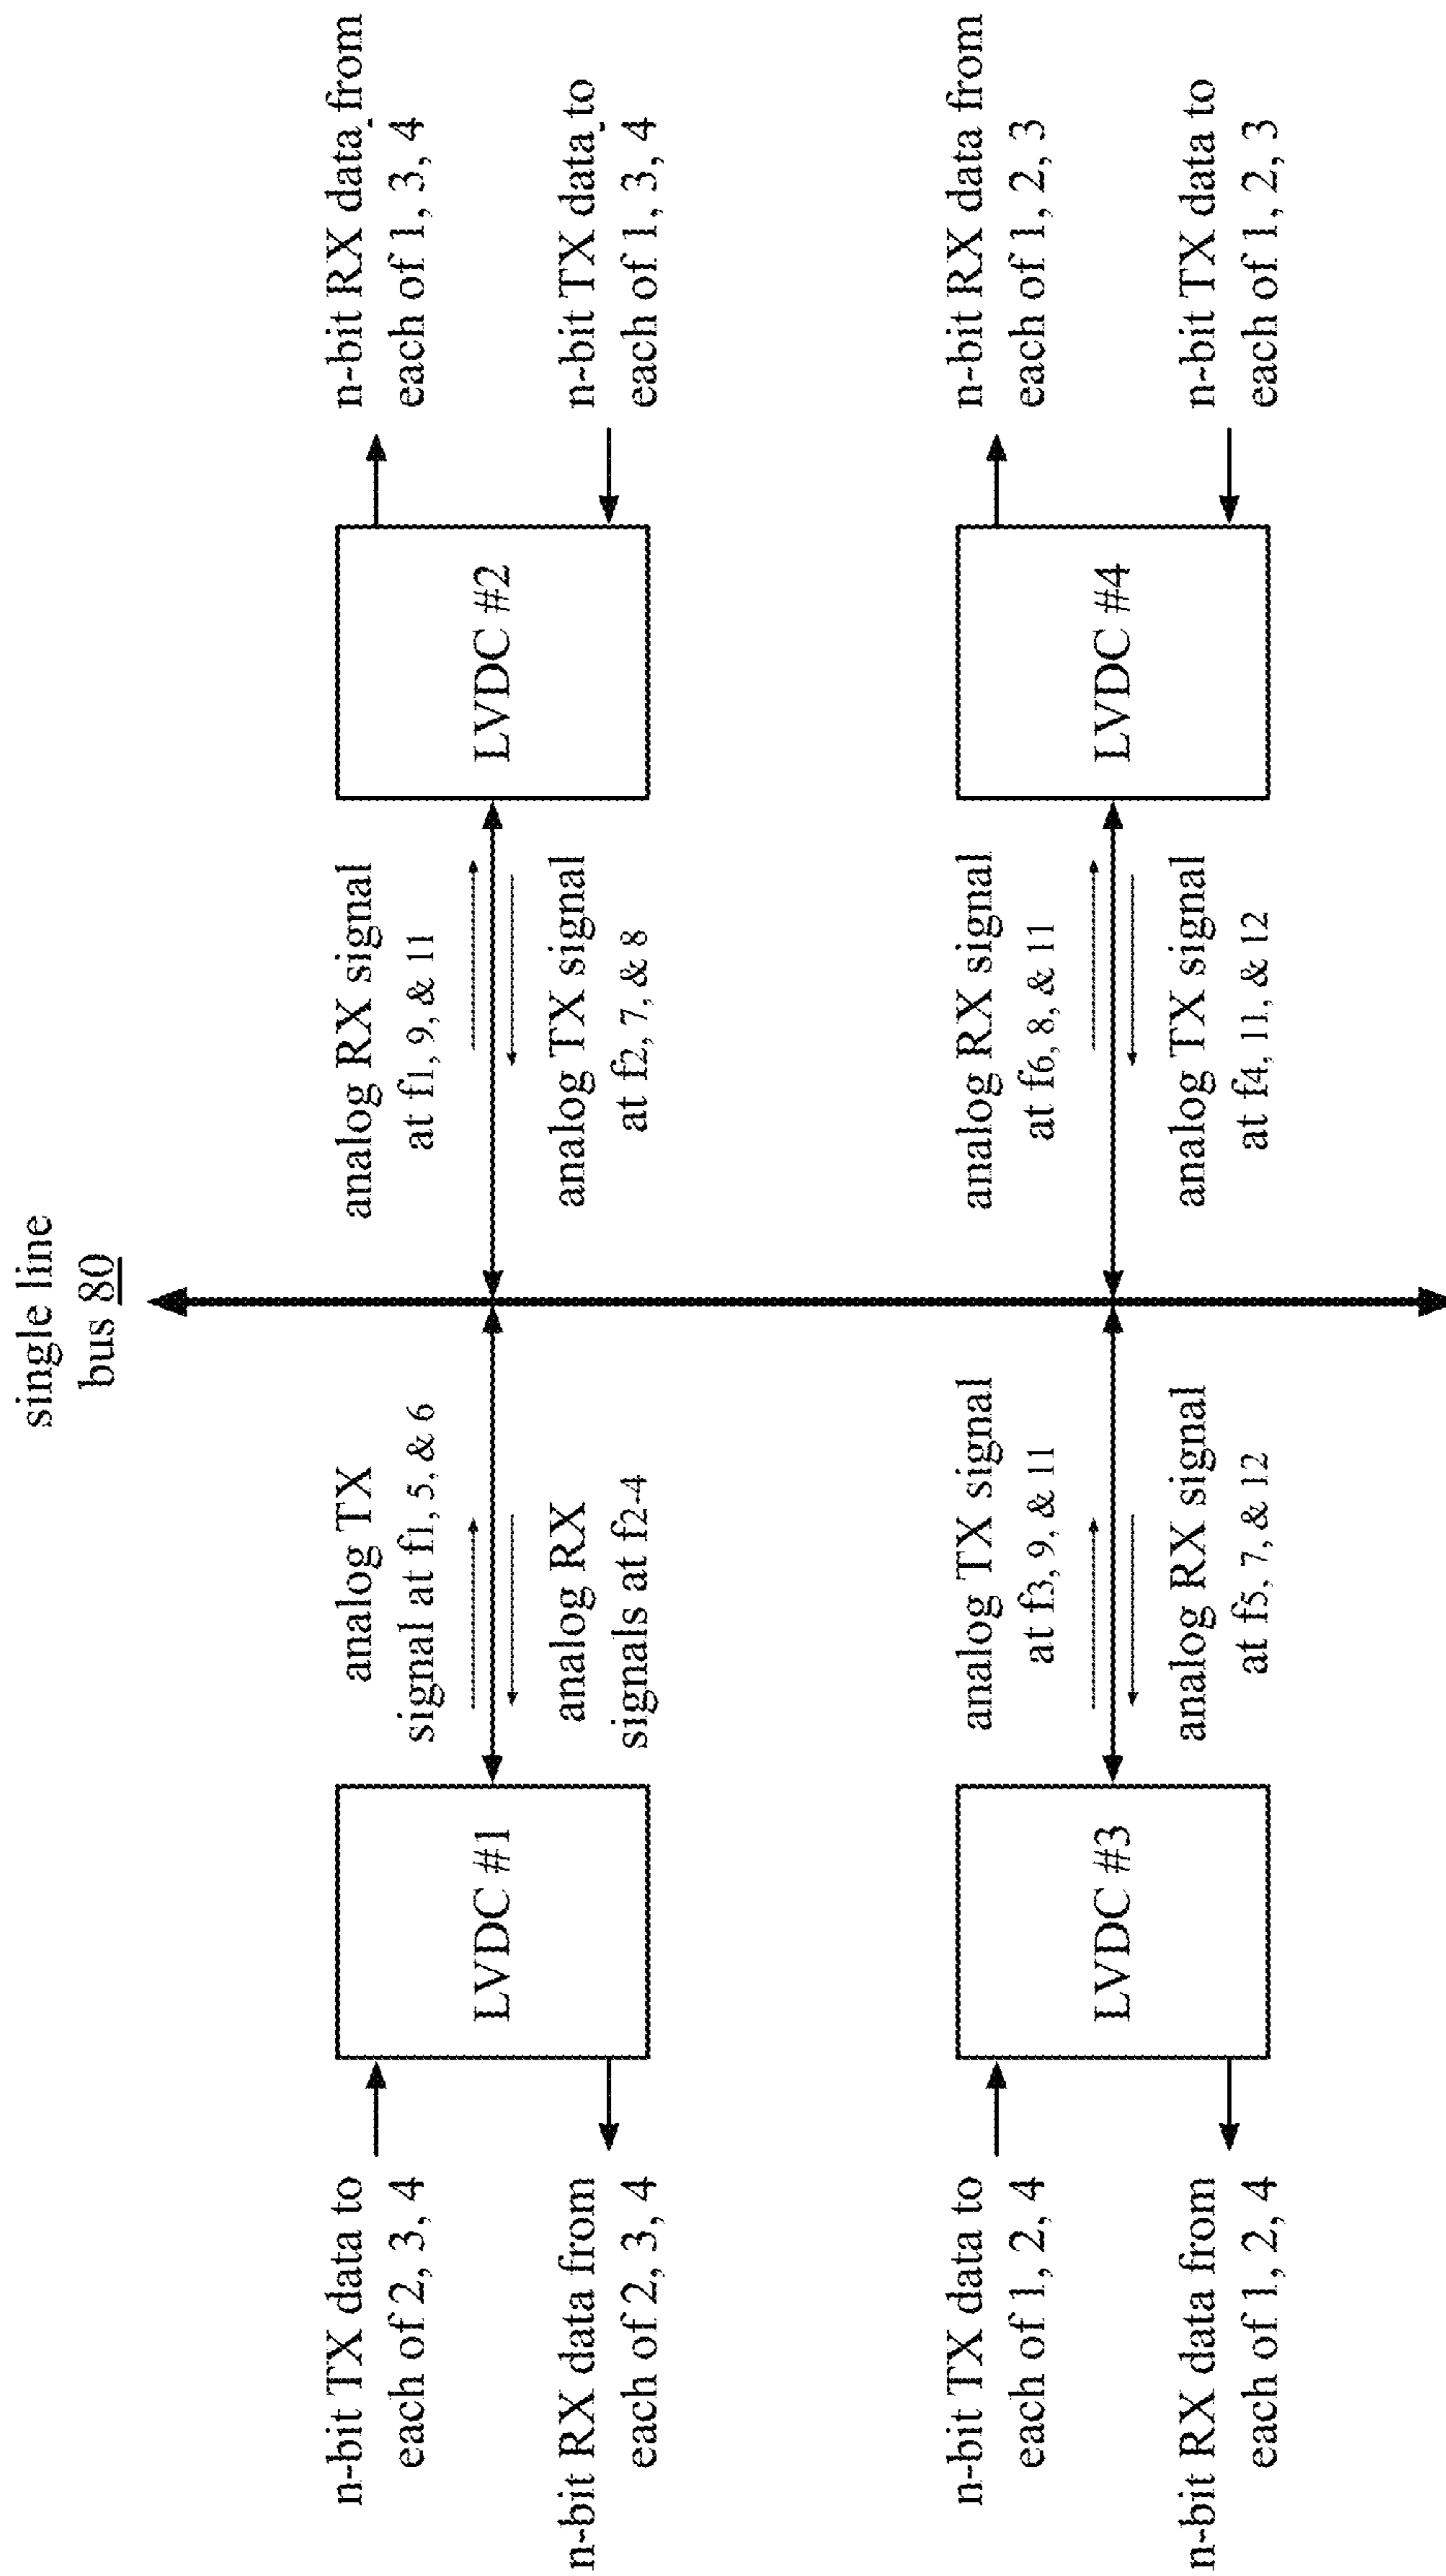 single line
bus 80
n-bit TX data to
each of 2, 3, 4
n-bit RX data from
each of 2, 3, 4
LVDC #1
analog TX
signal at f1, 5, & 6
analog RX
signals at f2-4
analog RX signal
at f1, 9, & 11
analog TX signal
at f2, 7, & 8
LVDC #2
n-bit RX data from
each of 1, 3, 4
n-bit TX data to
each of 1, 3, 4
n-bit TX data to
each of 1, 2, 4
n-bit RX data from
each of 1, 2, 4
LVDC #3
analog TX signal
at f3, 9, & 11
analog RX signal
at f5, 7, & 12
analog RX signal
at f6, 8, & 11
analog TX signal
at f4, 11, & 12
LVDC #4
n-bit RX data from
each of 1, 2, 3
n-bit TX data to
each of 1, 2, 3